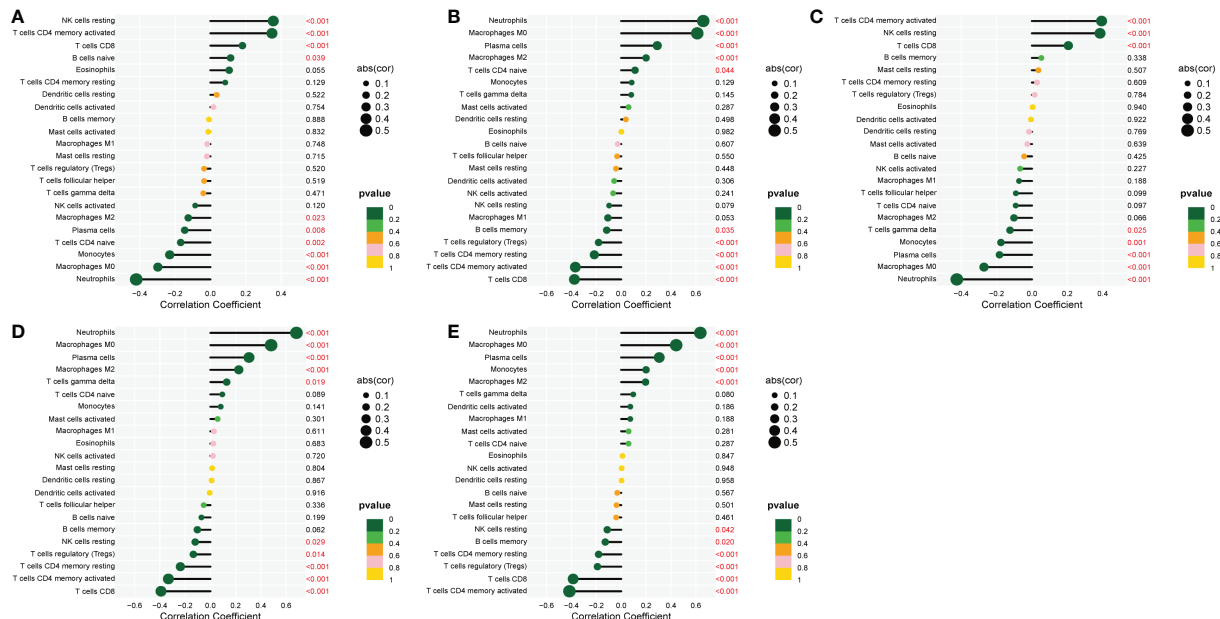 A
NK cells resting <0.001
T cells CD4 memory activated <0.001
T cells CD8 <0.001
B cells naive 0.039
Eosinophils 0.055
T cells CD4 memory resting 0.129
Dendritic cells resting 0.522
Dendritic cells activated 0.754
B cells memory 0.888
Mast cells activated 0.832
Macrophages M1 0.748
Mast cells resting 0.715
T cells regulatory (Tregs) 0.520
T cells follicular helper 0.519
T cells gamma delta 0.471
NK cells activated 0.120
Macrophages M2 0.023
Plasma cells 0.008
T cells CD4 naive 0.002
Monocytes <0.001
Macrophages M0 <0.001
Neutrophils <0.001
−0.4 −0.2 0.0 0.2 0.4
Correlation Coefficient
abs(cor)
0.1
0.2
0.3
0.4
0.5
pvalue
0
0.2
0.4
0.6
0.8
1
B
Neutrophils <0.001
Macrophages M0 <0.001
Plasma cells <0.001
Macrophages M2 <0.001
T cells CD4 naive 0.044
Monocytes 0.129
T cells gamma delta 0.145
Mast cells activated 0.287
Dendritic cells resting 0.498
Eosinophils 0.982
B cells naive 0.607
T cells follicular helper 0.550
Mast cells resting 0.448
Dendritic cells activated 0.306
NK cells activated 0.241
NK cells resting 0.079
Macrophages M1 0.053
B cells memory 0.035
T cells regulatory (Tregs) <0.001
T cells CD4 memory resting <0.001
T cells CD4 memory activated <0.001
T cells CD8 <0.001
−0.4 −0.2 0.0 0.2 0.4 0.6
Correlation Coefficient
abs(cor)
0.1
0.2
0.3
0.4
0.5
pvalue
0
0.2
0.4
0.6
0.8
1
C
T cells CD4 memory activated <0.001
NK cells resting <0.001
T cells CD8 <0.001
B cells memory 0.338
Mast cells resting 0.507
T cells CD4 memory resting 0.609
T cells regulatory (Tregs) 0.784
Eosinophils 0.940
Dendritic cells activated 0.922
Dendritic cells resting 0.769
Mast cells activated 0.639
B cells naive 0.425
NK cells activated 0.227
Macrophages M1 0.188
T cells follicular helper 0.099
T cells CD4 naive 0.097
Macrophages M2 0.066
T cells gamma delta 0.025
Monocytes 0.001
Plasma cells <0.001
Macrophages M0 <0.001
Neutrophils <0.001
−0.4 −0.2 0.0 0.2 0.4
Correlation Coefficient
abs(cor)
0.1
0.2
0.3
0.4
0.5
pvalue
0
0.2
0.4
0.6
0.8
1
D
Neutrophils <0.001
Macrophages M0 <0.001
Plasma cells <0.001
Macrophages M2 <0.001
T cells gamma delta 0.019
T cells CD4 naive 0.089
Monocytes 0.141
Mast cells activated 0.301
Macrophages M1 0.611
Eosinophils 0.683
NK cells activated 0.720
Mast cells resting 0.804
Dendritic cells resting 0.867
Dendritic cells activated 0.916
T cells follicular helper 0.336
B cells naive 0.199
B cells memory 0.062
NK cells resting 0.029
T cells regulatory (Tregs) 0.014
T cells CD4 memory resting <0.001
T cells CD4 memory activated <0.001
T cells CD8 <0.001
−0.6 −0.4 −0.2 0.0 0.2 0.4 0.6
Correlation Coefficient
abs(cor)
0.1
0.2
0.3
0.4
0.5
pvalue
0
0.2
0.4
0.6
0.8
1
E
Neutrophils <0.001
Macrophages M0 <0.001
Plasma cells <0.001
Monocytes <0.001
Macrophages M2 <0.001
T cells gamma delta 0.080
Dendritic cells activated 0.186
Macrophages M1 0.188
Mast cells activated 0.281
T cells CD4 naive 0.287
Eosinophils 0.847
NK cells activated 0.948
Dendritic cells resting 0.958
B cells naive 0.567
Mast cells resting 0.501
T cells follicular helper 0.461
NK cells resting 0.042
B cells memory 0.020
T cells CD4 memory resting <0.001
T cells regulatory (Tregs) <0.001
T cells CD8 <0.001
T cells CD4 memory activated <0.001
−0.4 −0.2 0.0 0.2 0.4 0.6
Correlation Coefficient
abs(cor)
0.1
0.2
0.3
0.4
0.5
pvalue
0
0.2
0.4
0.6
0.8
1